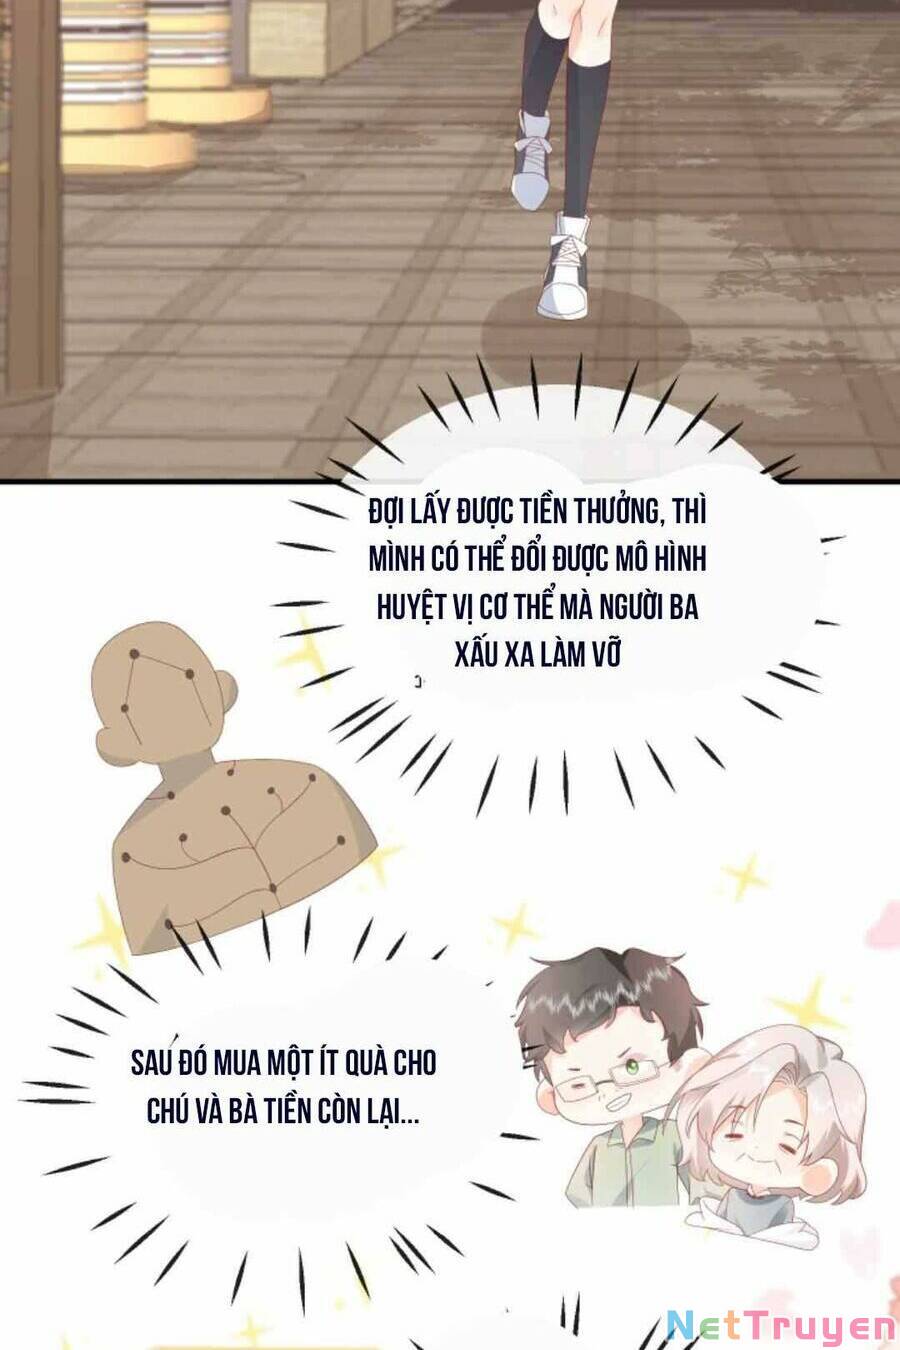 ĐỢI LẤY ĐƯỢC TIỀN THƯỞNG, THÌ
MÌNH CÓ THỂ ĐỔI ĐƯỢC MÔ HÌNH
HUYỆT VỊ CƠ THỂ MÀ NGƯỜI BA
XẤU XA LÀM VỠ
SAU ĐÓ MUA MỘT ÍT QUÀ CHO
CHÚ VÀ BÀ TIỀN CÒN LẠI...
NETTRUYEN